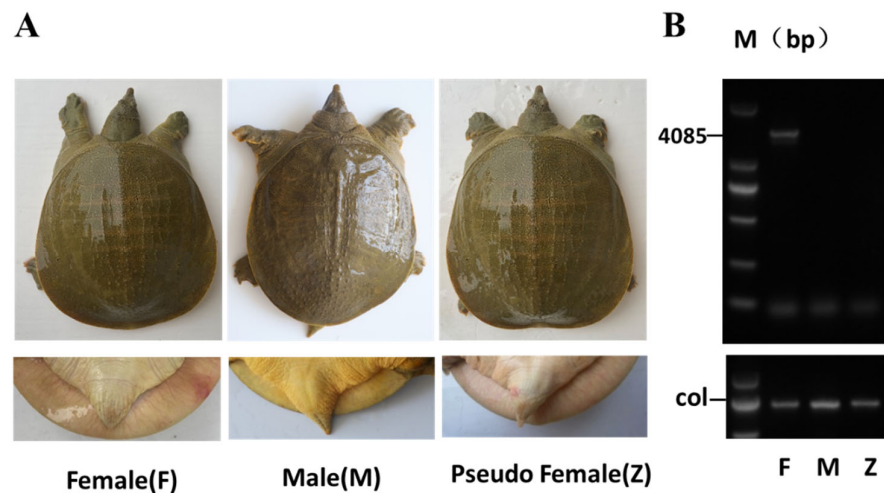 A
B
M （bp）
4085
col
Female(F)
Male(M)
Pseudo Female(Z)
F M Z